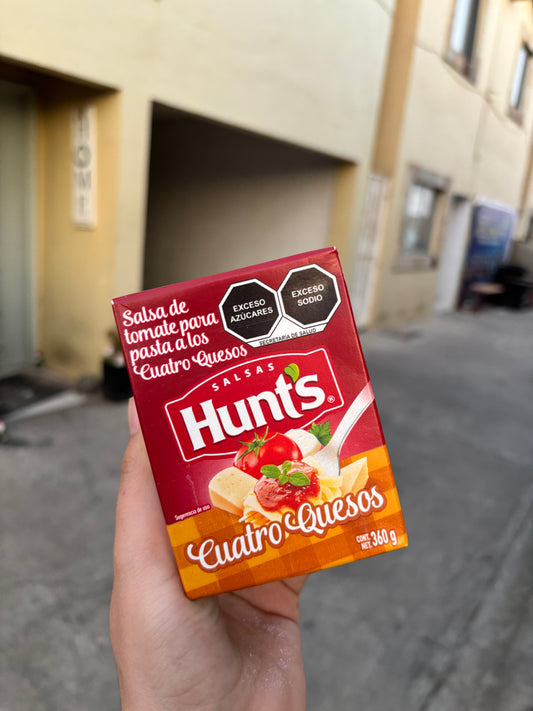 HOME
Salsa de
tomate para
pasta a los
Cuatro Quesos
EXCESO
AZÚCARES
EXCESO
SODIO
SECRETARÍA DE SALUD
SALSAS
Hunt's®
Sugerencia de uso
Cuatro Quesos
CONT.
NET. 360 g